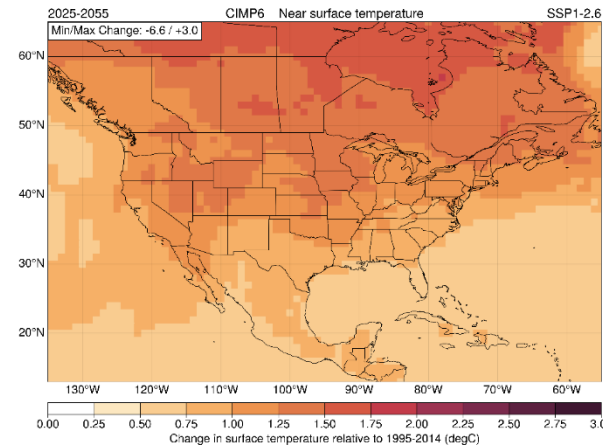 2025-2055 CIMP6 Near surface temperature SSP1-2.6
Min/Max Change: -6.6 / +3.0
60°N
50°N
40°N
30°N
20°N
130°W 120°W 110°W 100°W 90°W 80°W 70°W 60°W
0.00 0.25 0.50 0.75 1.00 1.25 1.50 1.75 2.00 2.25 2.50 2.75 3.0
Change in surface temperature relative to 1995-2014 (degC)